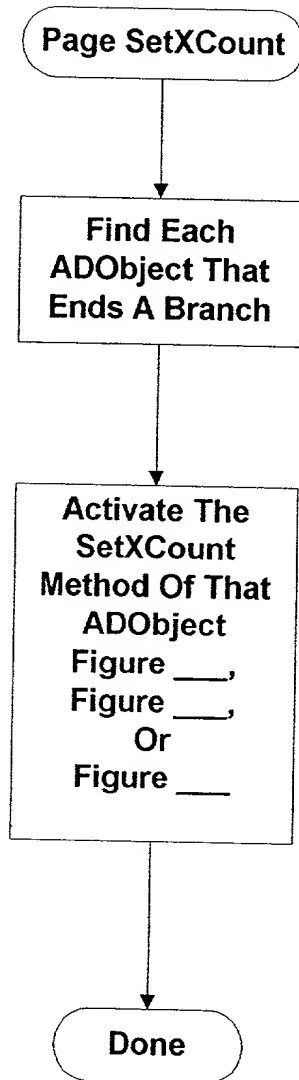 Page SetXCount
Find Each
ADObject That
Ends A Branch
Activate The
SetXCount
Method Of That
ADObject
Figure ___,
Figure ___,
Or
Figure ___
Done